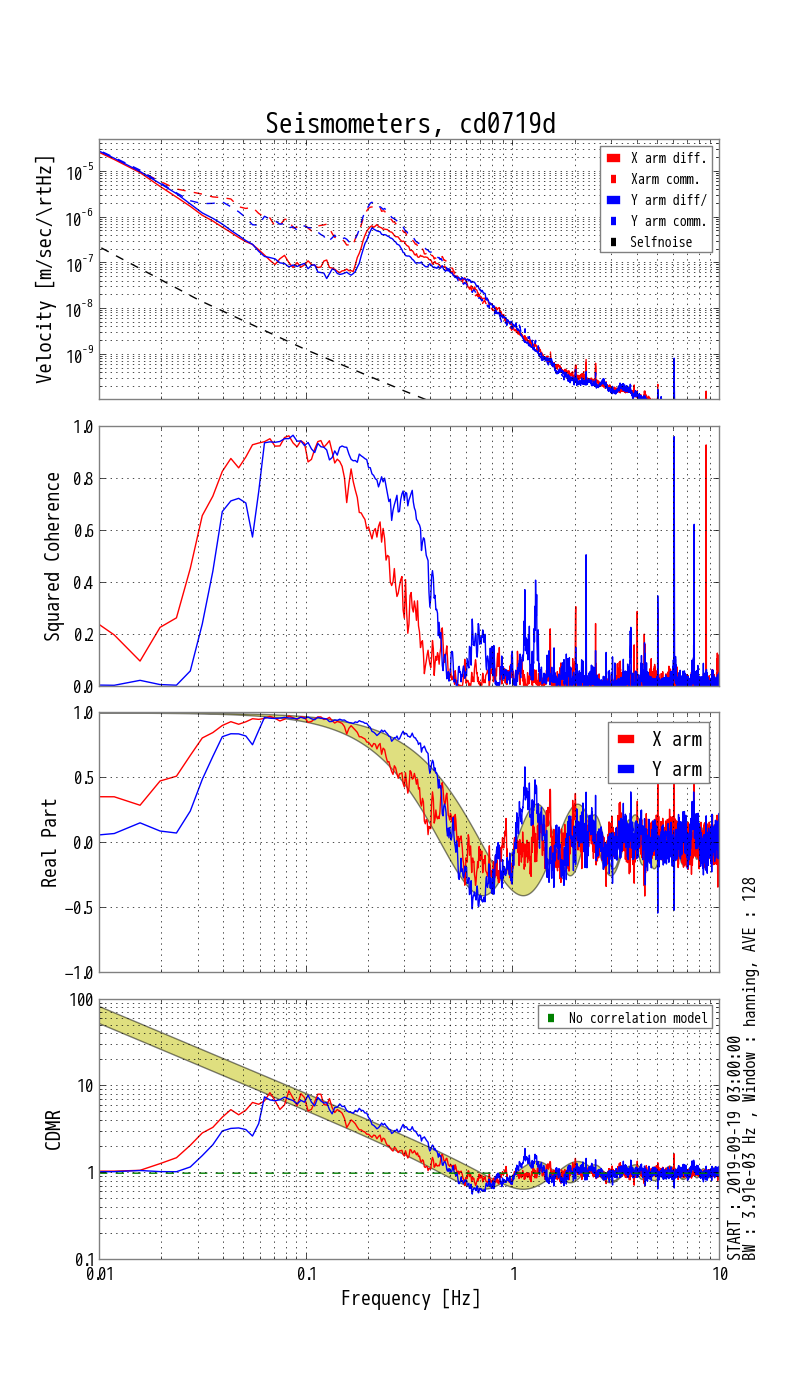 Seismometers, cd0719d
Velocity [m/sec/\rtHz]
10^-5
10^-6
10^-7
10^-8
10^-9
X arm diff.
Xarm comm.
Y arm diff/
Y arm comm.
Selfnoise
Squared Coherence
1.0
0.8
0.6
0.4
0.2
0.0
Real Part
1.0
0.5
0.0
−0.5
−1.0
X arm
Y arm
CDMR
100
10
1
0.1
No correlation model
0.01
0.1
1
10
Frequency [Hz]
START : 2019-09-19 03:00:00
BW : 3.91e-03 Hz , Window : hanning, AVE : 128